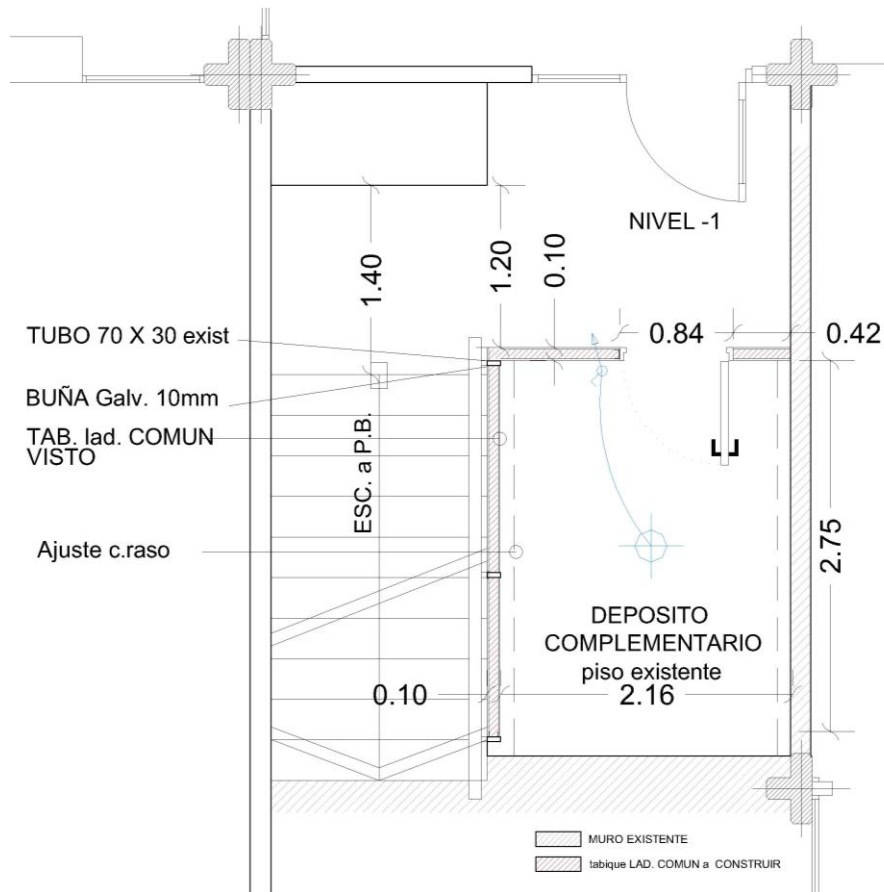 NIVEL -1
1.40
1.20
0.10
0.84
0.42
TUBO 70 X 30 exist
BUÑA Galv. 10mm
TAB. lad. COMUN
VISTO
ESC. a P.B.
Ajuste c.raso
2.75
DEPOSITO
COMPLEMENTARIO
piso existente
0.10
2.16
MURO EXISTENTE
tabique LAD. COMUN a CONSTRUIR